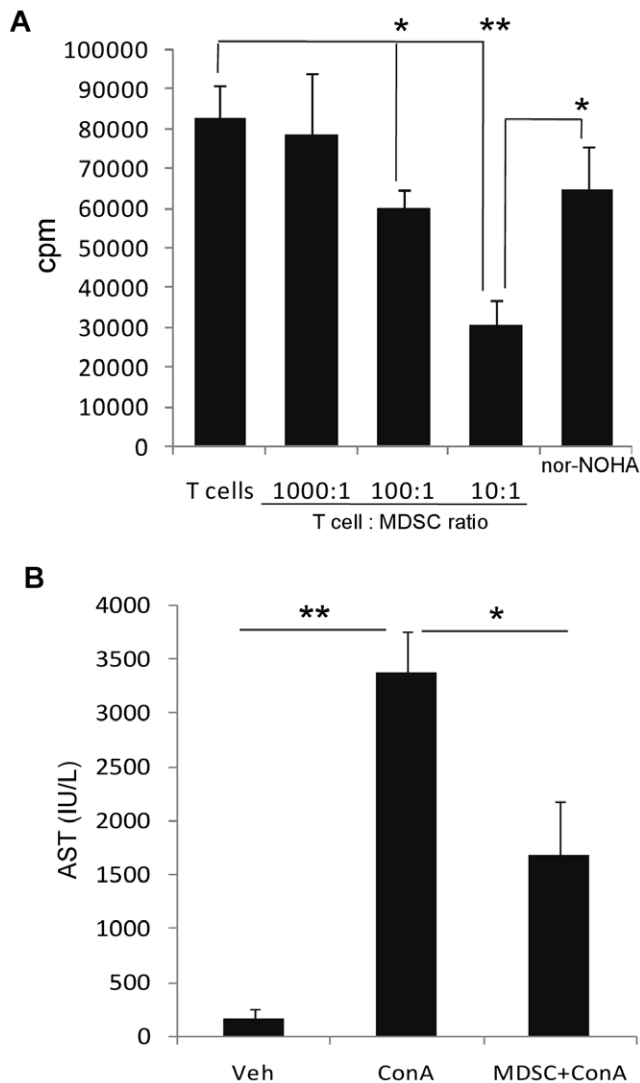 A
* **
*
100000
90000
80000
70000
60000
50000
40000
30000
20000
10000
0
cpm
nor-NOHA
T cells 1000:1 100:1 10:1
T cell : MDSC ratio
B
** *
4000
3500
3000
2500
2000
1500
1000
500
0
AST (IU/L)
Veh ConA MDSC+ConA